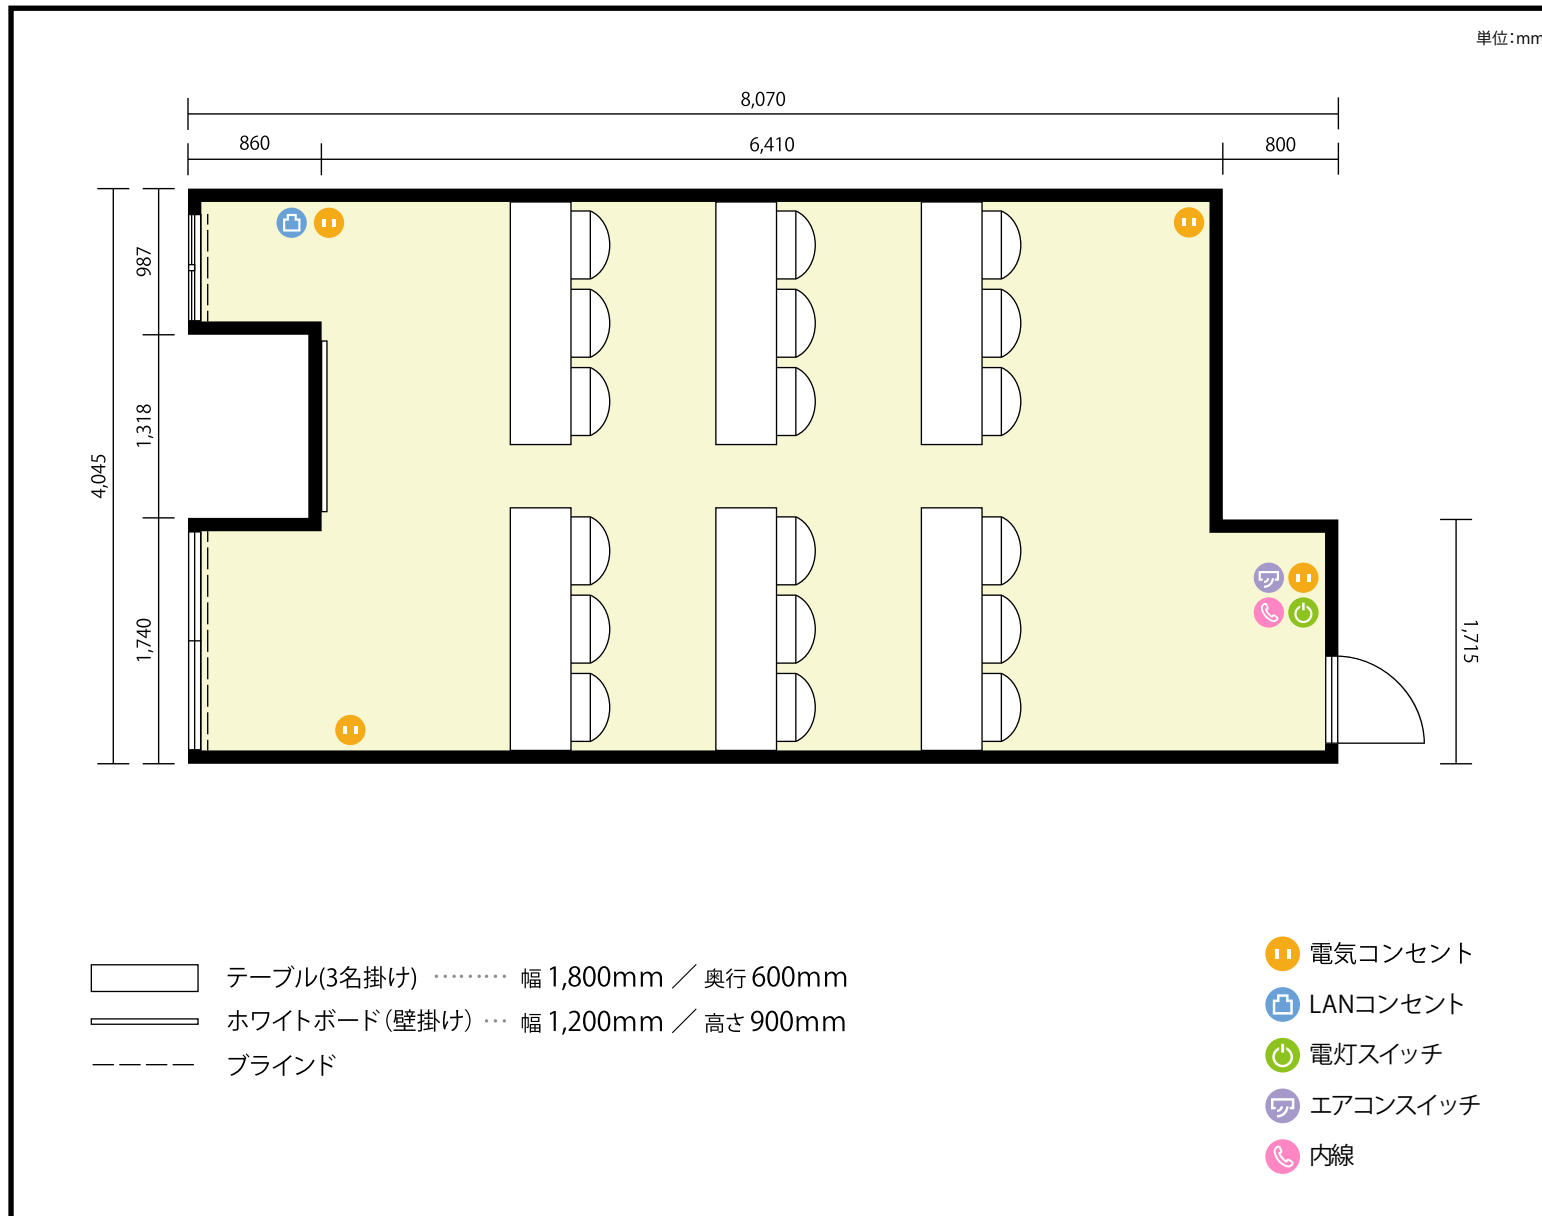 単位:mm
8,070
860
6,410
800
987
1,318
4,045
1,740
1,715
テーブル(3名掛け) ········· 幅 1,800mm ／ 奥行 600mm
ホワイトボード（壁掛け） ··· 幅 1,200mm ／ 高さ 900mm
ブラインド
電気コンセント
LANコンセント
電灯スイッチ
エアコンスイッチ
内線